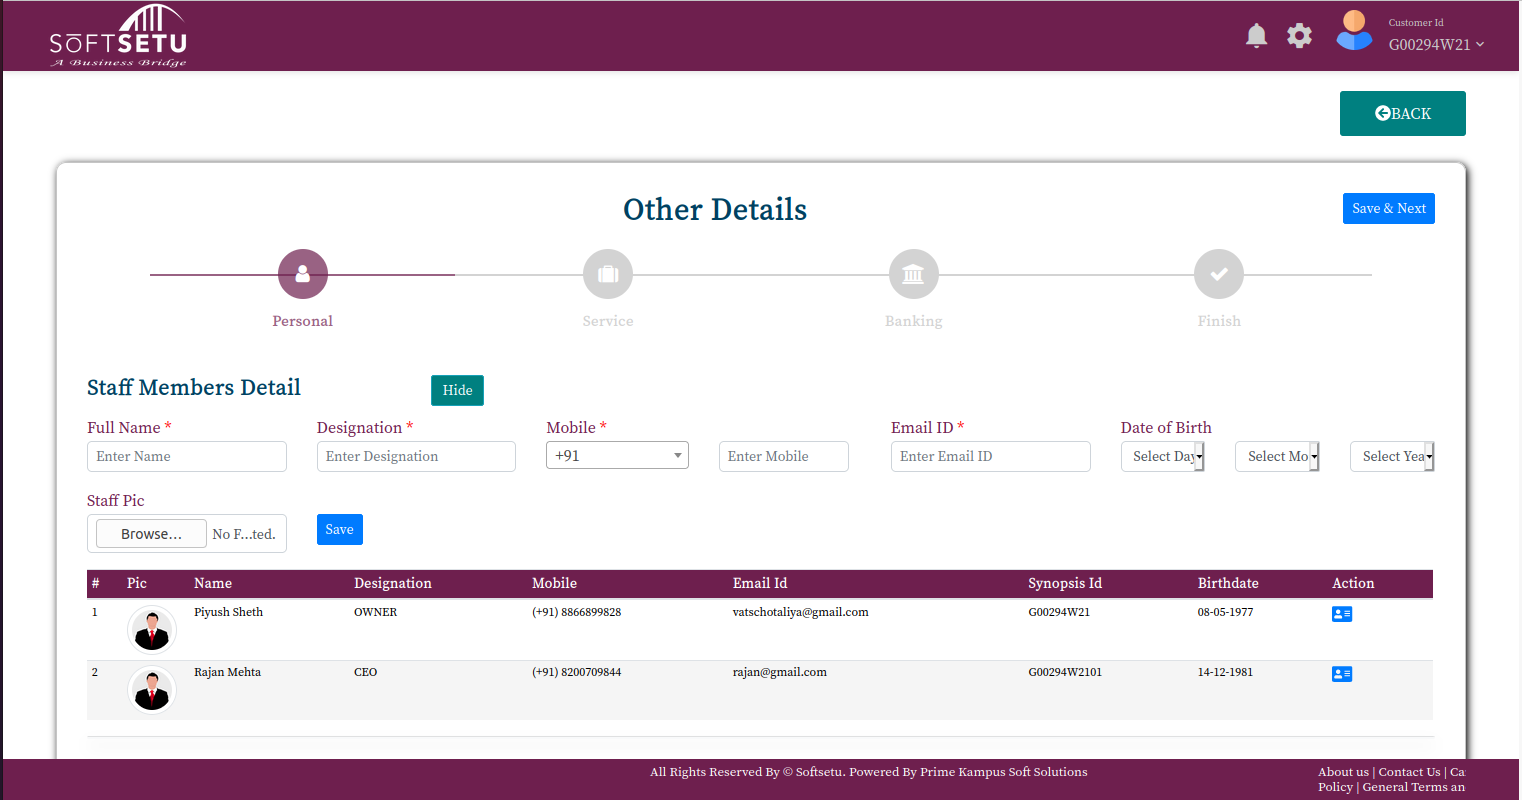 SŌFTSETU
A Business Bridge
Customer Id
G00294W21
BACK
Other Details
Save & Next
Personal Service Banking Finish
Staff Members Detail
Hide
Full Name * Designation * Mobile * Email ID * Date of Birth
Enter Name Enter Designation +91 Enter Mobile Enter Email ID Select Day Select Mo Select Yea
Staff Pic
Browse... No F...ted. Save
# Pic Name Designation Mobile Email Id Synopsis Id Birthdate Action
1 Piyush Sheth OWNER (+91) 8866899828 vatschotaliya@gmail.com G00294W21 08-05-1977
2 Rajan Mehta CEO (+91) 8200709844 rajan@gmail.com G00294W2101 14-12-1981
All Rights Reserved By © Softsetu. Powered By Prime Kampus Soft Solutions
About us | Contact Us | Ca
Policy | General Terms an